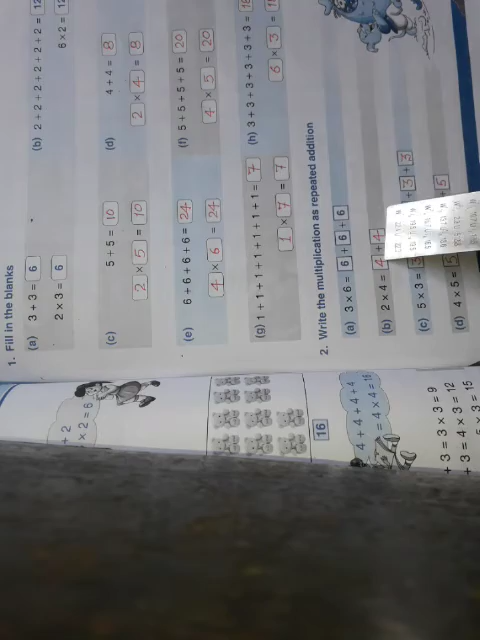 1. Fill in the blanks
(a) 3 + 3 = 6
2 × 3 = 6
(b) 2 + 2 + 2 + 2 + 2 + 2 = 12
6 × 2 = 12
(c) 5 + 5 = 10
2 × 5 = 10
(d) 4 + 4 = 8
2 × 4 = 8
(e) 6 + 6 + 6 + 6 = 24
4 × 6 = 24
(f) 5 + 5 + 5 + 5 = 20
4 × 5 = 20
(g) 1 + 1 + 1 + 1 + 1 + 1 + 1 = 7
1 × 7 = 7
(h) 3 + 3 + 3 + 3 + 3 + 3 = 18
6 × 3 = 18
2. Write the multiplication as repeated addition
(a) 3 × 6 = 6 + 6 + 6
(b) 2 × 4 = 4 + 4
(c) 5 × 3 = 3 + 3 + 3
(d) 4 × 5 = 5 + 5
+ 2
× 2 = 6
16
4 + 4 + 4 + 4
= 4 × 4 = 16
+ 3 = 3 × 3 = 9
+ 3 = 4 × 3 = 12
5 × 3 = 15